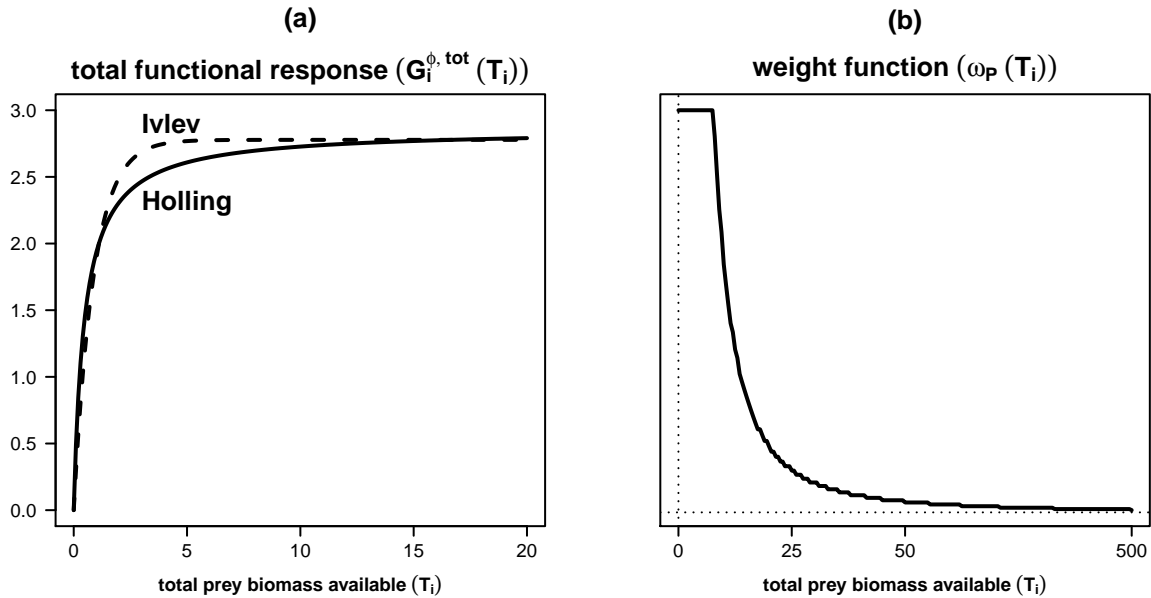 (a)
total functional response (G_i^{ϕ, tot} (T_i))
3.0
2.5
2.0
1.5
1.0
0.5
0.0
Ivlev
Holling
0 5 10 15 20
total prey biomass available (T_i)
(b)
weight function (ω_P (T_i))
0 25 50 500
total prey biomass available (T_i)